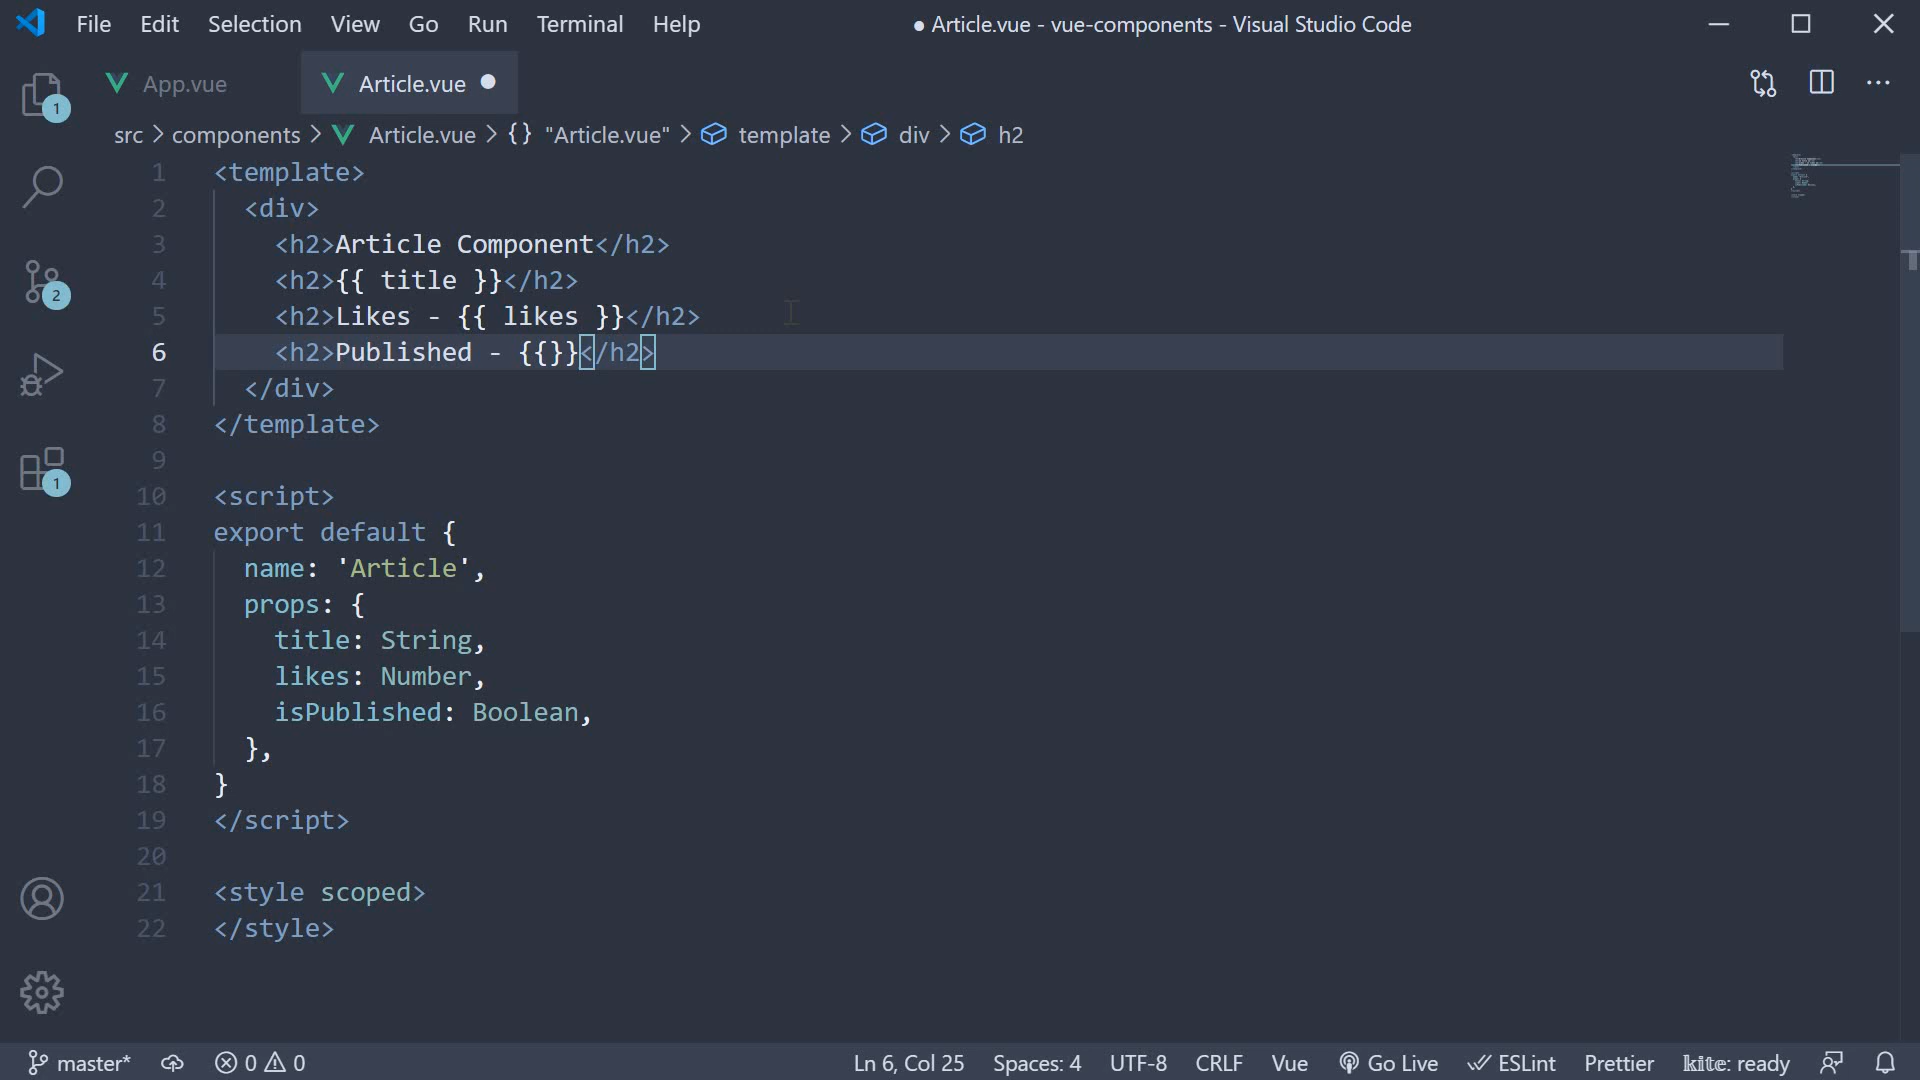 File Edit Selection View Go Run Terminal Help
● Article.vue - vue-components - Visual Studio Code
App.vue
Article.vue
src > components > Article.vue > {} "Article.vue" > template > div > h2
1 <template>
2 <div>
3 <h2>Article Component</h2>
4 <h2>{{ title }}</h2>
5 <h2>Likes - {{ likes }}</h2>
6 <h2>Published - {{}}</h2>
7 </div>
8 </template>
9
10 <script>
11 export default {
12 name: 'Article',
13 props: {
14 title: String,
15 likes: Number,
16 isPublished: Boolean,
17 },
18 }
19 </script>
20
21 <style scoped>
22 </style>
1
2
1
master* 0 0 Ln 6, Col 25 Spaces: 4 UTF-8 CRLF Vue Go Live ESLint Prettier kite: ready